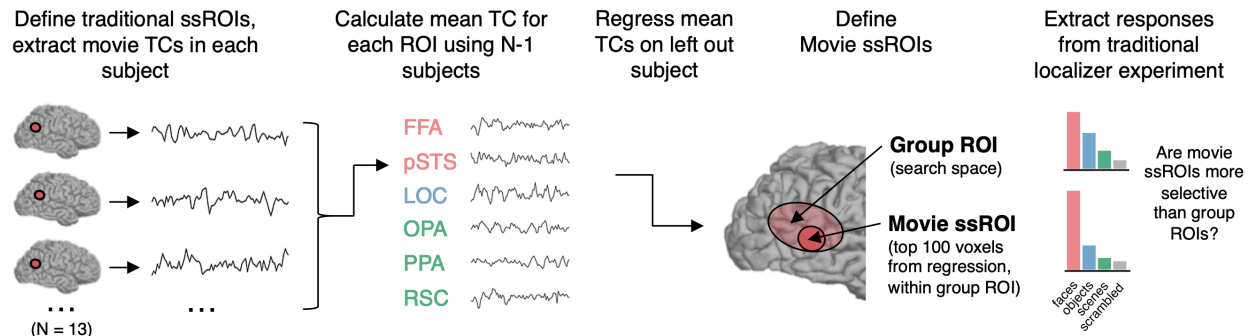 Define traditional ssROIs,
extract movie TCs in each
subject
Calculate mean TC for
each ROI using N-1
subjects
Regress mean
TCs on left out
subject
Define
Movie ssROIs
Extract responses
from traditional
localizer experiment
...
(N = 13)
...
FFA
pSTS
LOC
OPA
PPA
RSC
Group ROI
(search space)
Movie ssROI
(top 100 voxels
from regression,
within group ROI)
faces
objects
scenes
scrambled
Are movie
ssROIs more
selective
than group
ROIs?